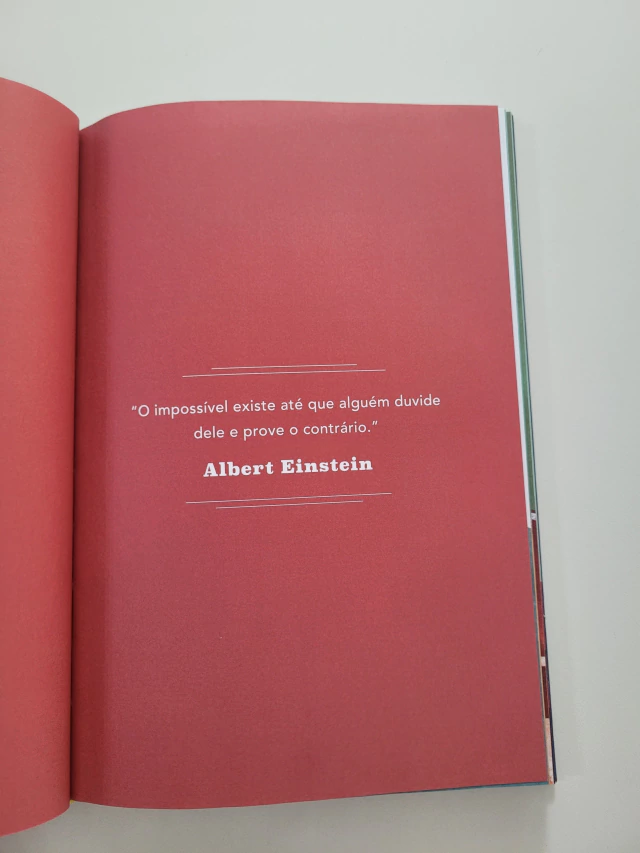 “O impossível existe até que alguém duvide
dele e prove o contrário.”
Albert Einstein